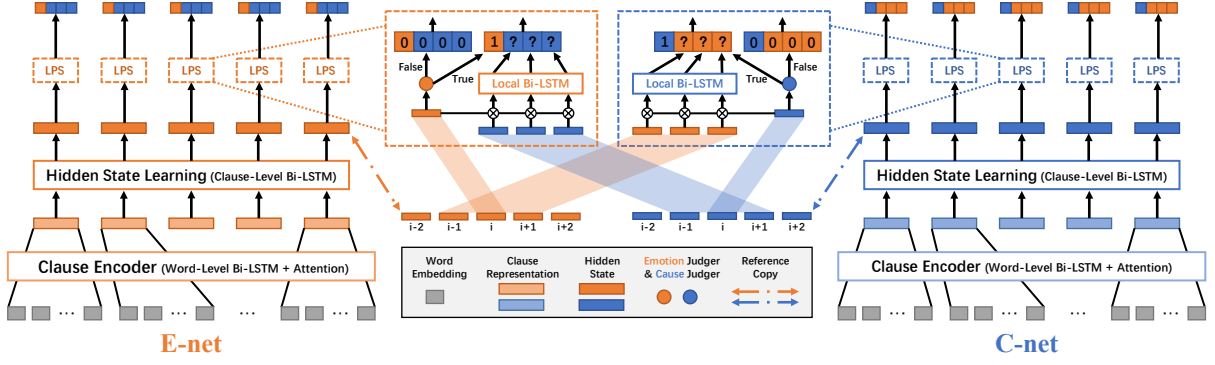 LPS LPS LPS LPS LPS
Hidden State Learning (Clause-Level Bi-LSTM)
Clause Encoder (Word-Level Bi-LSTM + Attention)
... ... ... ...
E-net
0 0 0 0 1 ? ? ?
False
True
Local Bi-LSTM
1 ? ? ? 0 0 0 0
True
False
Local Bi-LSTM
i-2 i-1 i i+1 i+2
i-2 i-1 i i+1 i+2
Word
Embedding
Clause
Representation
Hidden
State
Emotion Judger
& Cause Judger
Reference
Copy
LPS LPS LPS LPS LPS
Hidden State Learning (Clause-Level Bi-LSTM)
Clause Encoder (Word-Level Bi-LSTM + Attention)
... ... ... ...
C-net